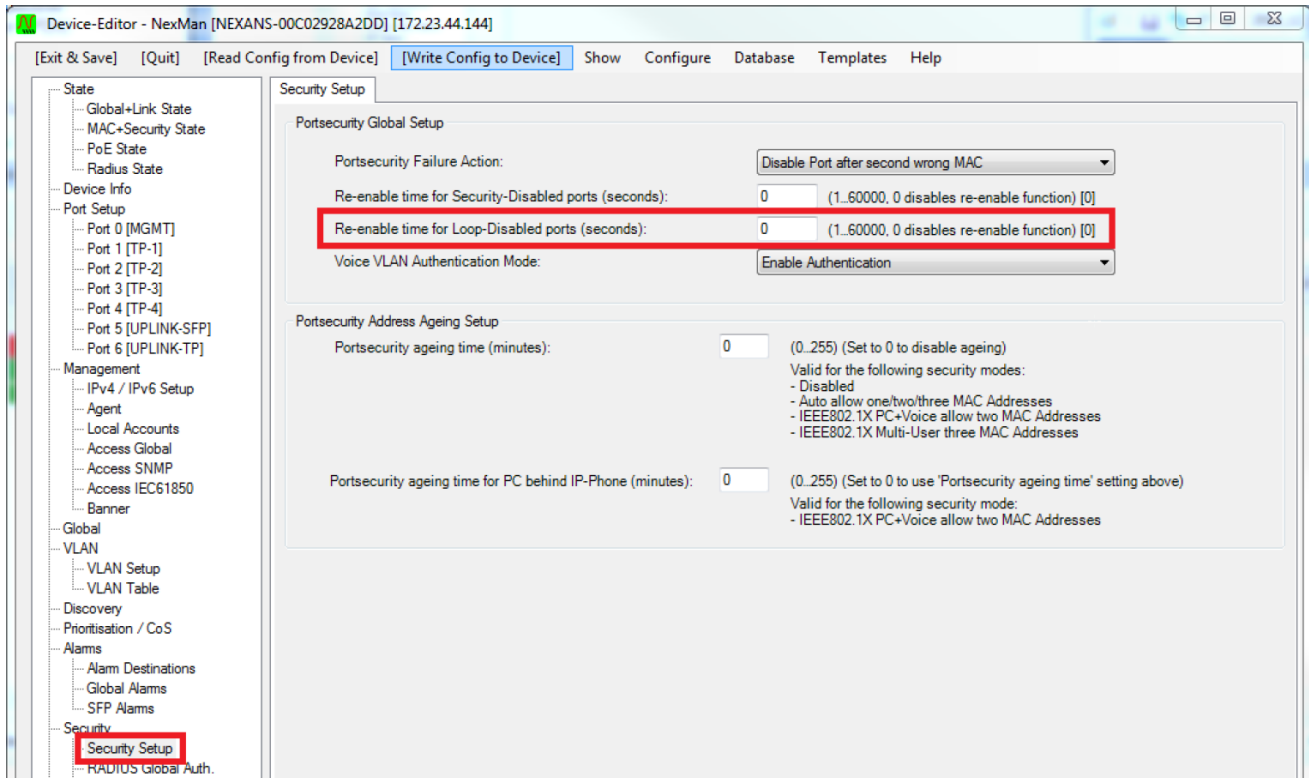 Device-Editor - NexMan [NEXANS-00C02928A2DD] [172.23.44.144]
[Exit & Save] [Quit] [Read Config from Device] [Write Config to Device] Show Configure Database Templates Help
State
Global+Link State
MAC+Security State
PoE State
Radius State
Device Info
Port Setup
Port 0 [MGMT]
Port 1 [TP-1]
Port 2 [TP-2]
Port 3 [TP-3]
Port 4 [TP-4]
Port 5 [UPLINK-SFP]
Port 6 [UPLINK-TP]
Management
IPv4 / IPv6 Setup
Agent
Local Accounts
Access Global
Access SNMP
Access IEC61850
Banner
Global
VLAN
VLAN Setup
VLAN Table
Discovery
Prioritisation / CoS
Alarms
Alarm Destinations
Global Alarms
SFP Alarms
Security
Security Setup
RADIUS Global Auth.
Security Setup
Portsecurity Global Setup
Portsecurity Failure Action: Disable Port after second wrong MAC
Re-enable time for Security-Disabled ports (seconds): 0 (1...60000, 0 disables re-enable function) [0]
Re-enable time for Loop-Disabled ports (seconds): 0 (1...60000, 0 disables re-enable function) [0]
Voice VLAN Authentication Mode: Enable Authentication
Portsecurity Address Ageing Setup
Portsecurity ageing time (minutes): 0 (0...255) (Set to 0 to disable ageing)
Valid for the following security modes:
- Disabled
- Auto allow one/two/three MAC Addresses
- IEEE802.1X PC+Voice allow two MAC Addresses
- IEEE802.1X Multi-User three MAC Addresses
Portsecurity ageing time for PC behind IP-Phone (minutes): 0 (0...255) (Set to 0 to use 'Portsecurity ageing time' setting above)
Valid for the following security mode:
- IEEE802.1X PC+Voice allow two MAC Addresses